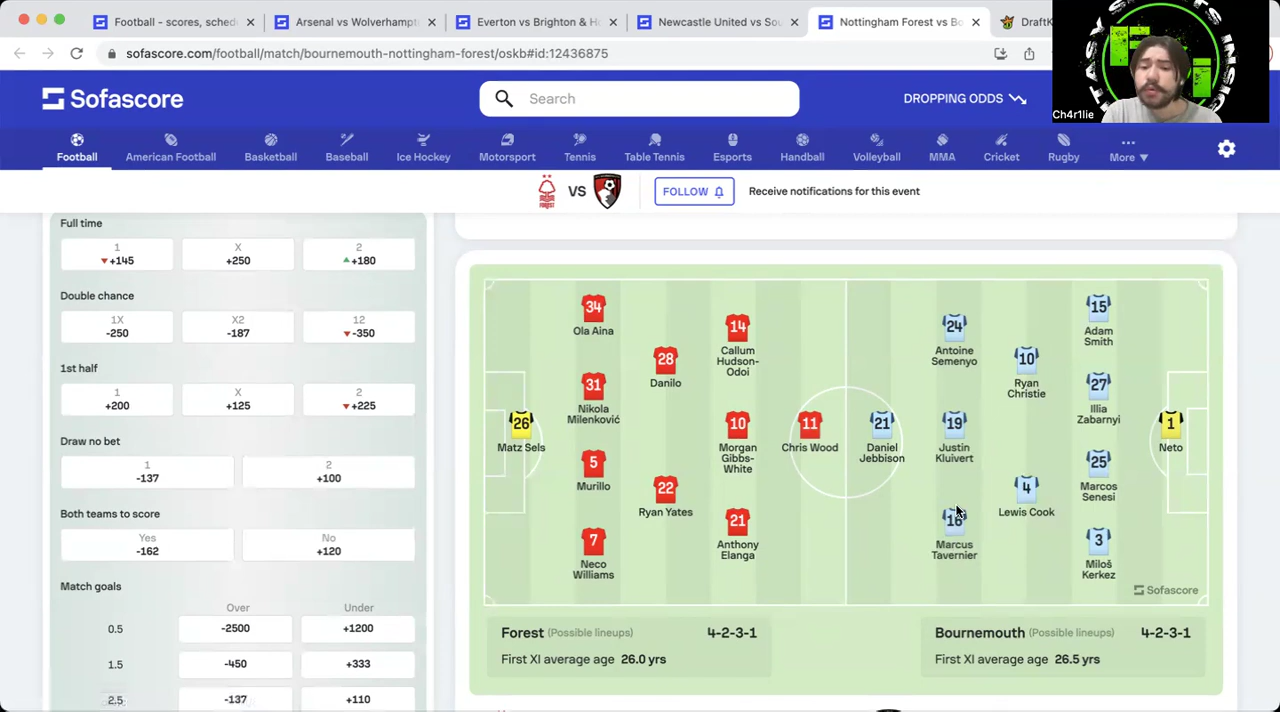 Football - scores, sched
Arsenal vs Wolverhampt
Everton vs Brighton & H
Newcastle United vs Sou
Nottingham Forest vs Bo
DraftK
sofascore.com/football/match/bournemouth-nottingham-forest/oskb#id:12436875
Ch4r1lie
Sofascore
Search
DROPPING ODDS
Football
American Football
Basketball
Baseball
Ice Hockey
Motorsport
Tennis
Table Tennis
Esports
Handball
Volleyball
MMA
Cricket
Rugby
More
VS
FOLLOW
Receive notifications for this event
Full time
1 X 2
+145 +250 +180
Double chance
1X X2 12
-250 -187 -350
1st half
1 X 2
+200 +125 +225
Draw no bet
1 2
-137 +100
Both teams to score
Yes No
-162 +120
Match goals
Over Under
0.5 -2500 +1200
1.5 -450 +333
2.5 -137 +110
26
Matz Sels
34
Ola Aina
31
Nikola
Milenković
5
Murillo
7
Neco
Williams
28
Danilo
22
Ryan Yates
14
Callum
Hudson-
Odoi
10
Morgan
Gibbs-
White
21
Anthony
Elanga
11
Chris Wood
21
Daniel
Jebbison
24
Antoine
Semenyo
19
Justin
Kluivert
16
Marcus
Tavernier
10
Ryan
Christie
4
Lewis Cook
15
Adam
Smith
27
Illia
Zabarnyi
25
Marcos
Senesi
3
Miloš
Kerkez
1
Neto
Sofascore
Forest (Possible lineups) 4-2-3-1
First XI average age 26.0 yrs
Bournemouth (Possible lineups) 4-2-3-1
First XI average age 26.5 yrs